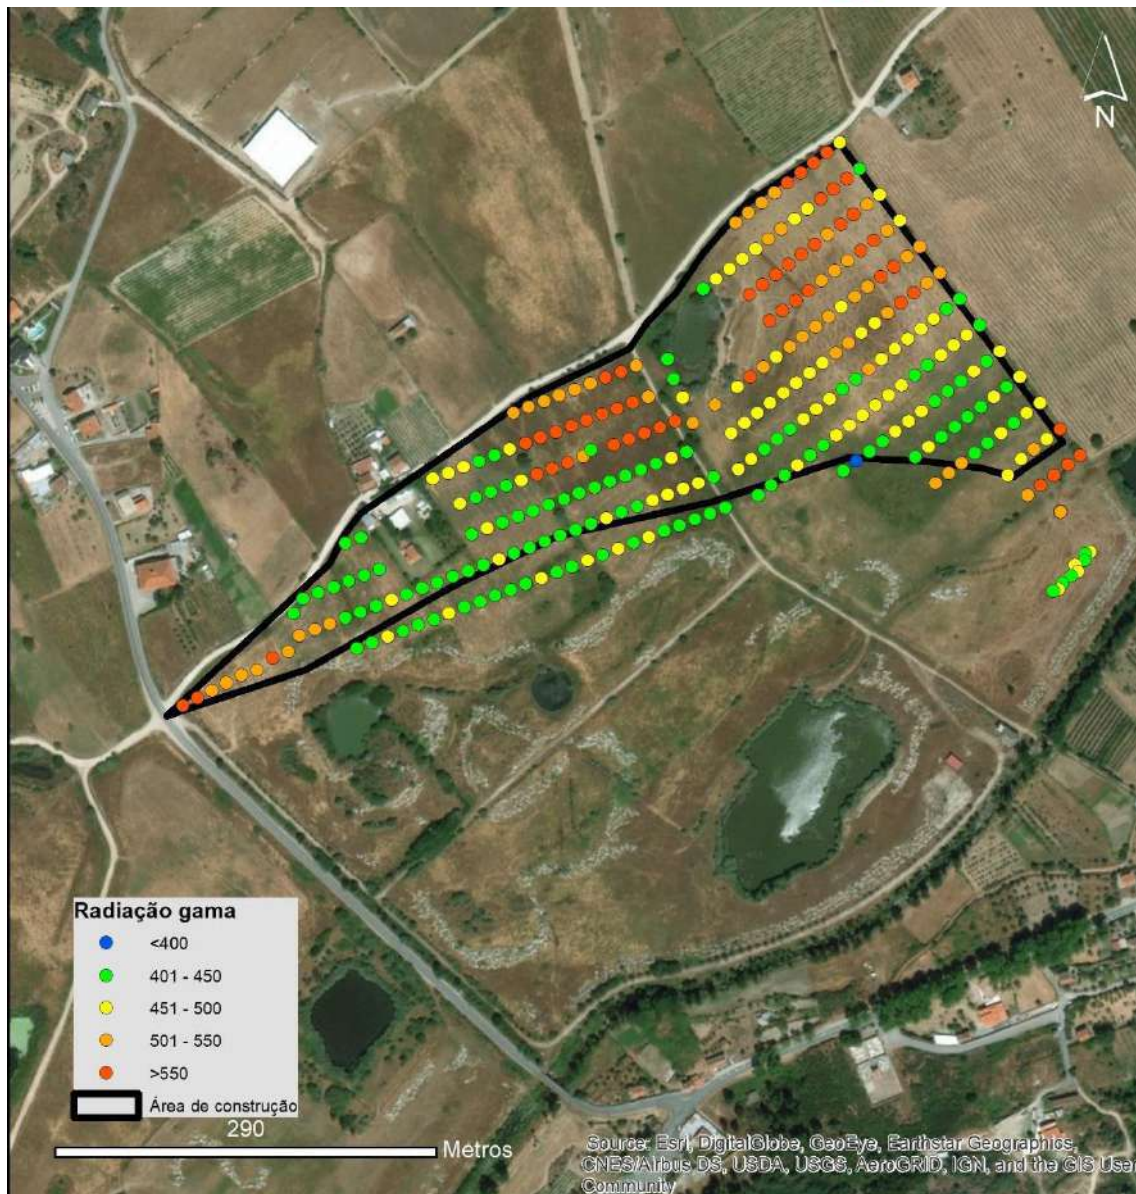 N
Radiação gama
<400
401 - 450
451 - 500
501 - 550
>550
Área de construção
290
Metros
Source: Esri, DigitalGlobe, GeoEye, Earthstar Geographics,
CNES/Airbus DS, USDA, USGS, AeroGRID, IGN, and the GIS User
Community